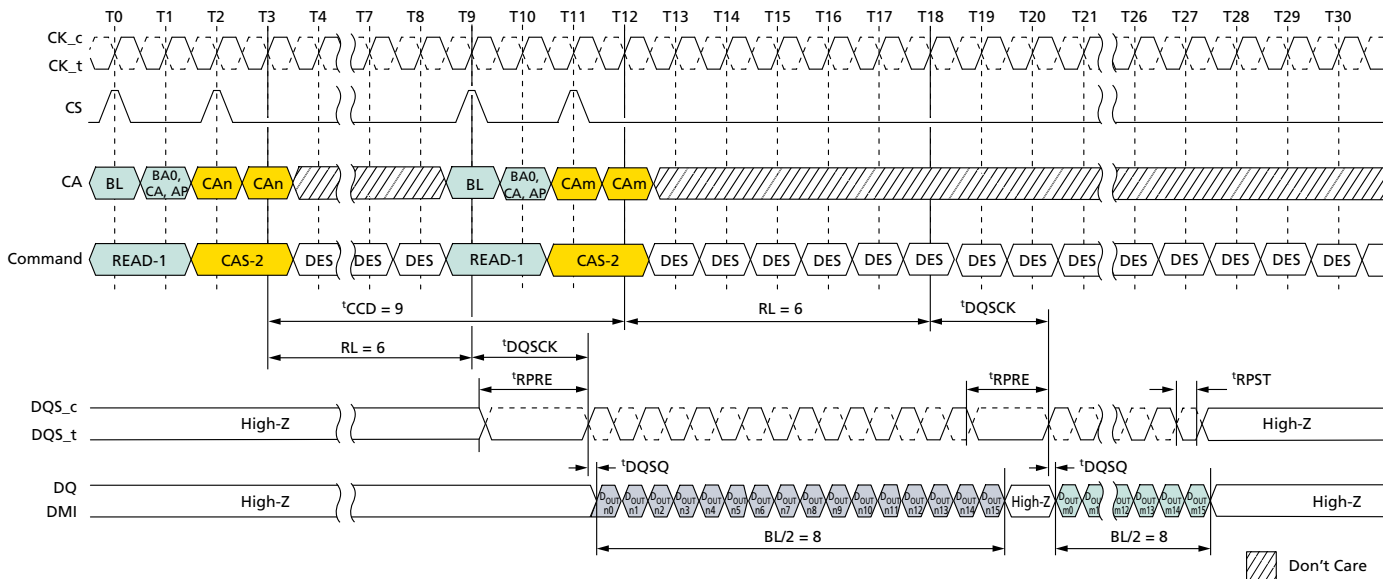 T0 T1 T2 T3 T4 T7 T8 T9 T10 T11 T12 T13 T14 T15 T16 T17 T18 T19 T20 T21 T26 T27 T28 T29 T30
CK_c
CK_t
CS
CA BL BA0, CA, AP CAn CAn BL BA0, CA, AP CAm CAm
Command READ-1 CAS-2 DES DES DES READ-1 CAS-2 DES DES DES DES DES DES DES DES DES DES DES DES DES DES
tCCD = 9 RL = 6 tDQSCK
RL = 6 tDQSCK
tRPRE tRPRE tRPST
DQS_c
DQS_t
High-Z High-Z
tDQSQ tDQSQ
DQ
DMI
High-Z DOUT n0 DOUT n1 DOUT n2 DOUT n3 DOUT n4 DOUT n5 DOUT n6 DOUT n7 DOUT n8 DOUT n9 DOUT n10 DOUT n11 DOUT n12 DOUT n13 DOUT n14 DOUT n15 High-Z DOUT m0 DOUT m1 DOUT m12 DOUT m13 DOUT m14 DOUT m15 High-Z
BL/2 = 8 BL/2 = 8
Don't Care